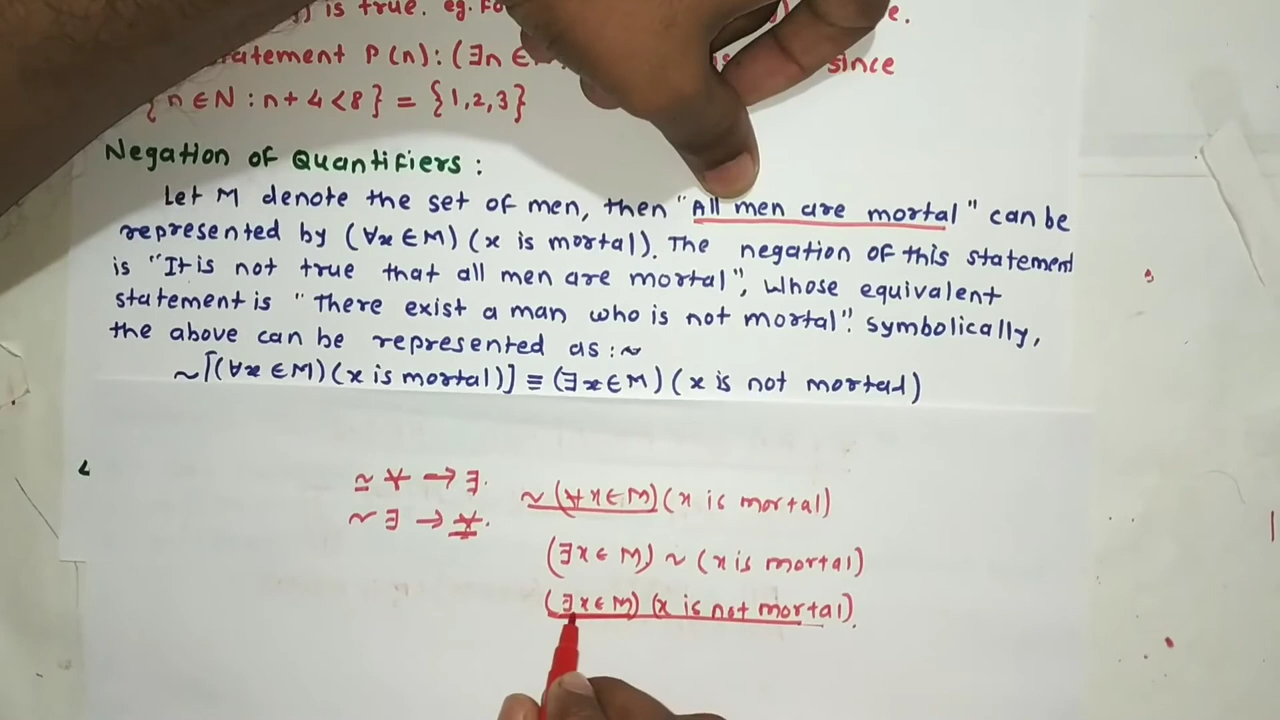 is true. eg. Fo
e.
atement P(n): (∃n ∈ is since
{n ∈ N : n + 4 < 8} = {1,2,3}
Negation of Quantifiers :
Let M denote the set of men, then "All men are mortal" can be
represented by (∀x ∈ M) (x is mortal). The negation of this statement
is "It is not true that all men are mortal", whose equivalent
statement is "There exist a man who is not mortal". Symbolically,
the above can be represented as : ~
~[(∀x ∈ M) (x is mortal)] ≡ (∃x ∈ M) (x is not mortal)
~ ∀ → ∃.
~ ∃ → ∀.
~ (∀x ∈ M) (x is mortal)
(∃x ∈ M) ~ (x is mortal)
(∃x ∈ M) (x is not mortal).